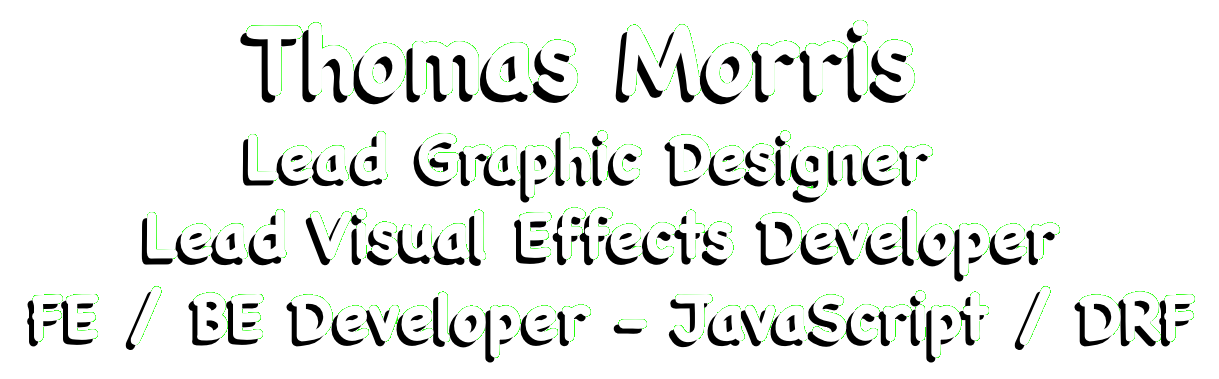 Thomas Morris
Lead Graphic Designer
Lead Visual Effects Developer
FE / BE Developer - JavaScript / DRF